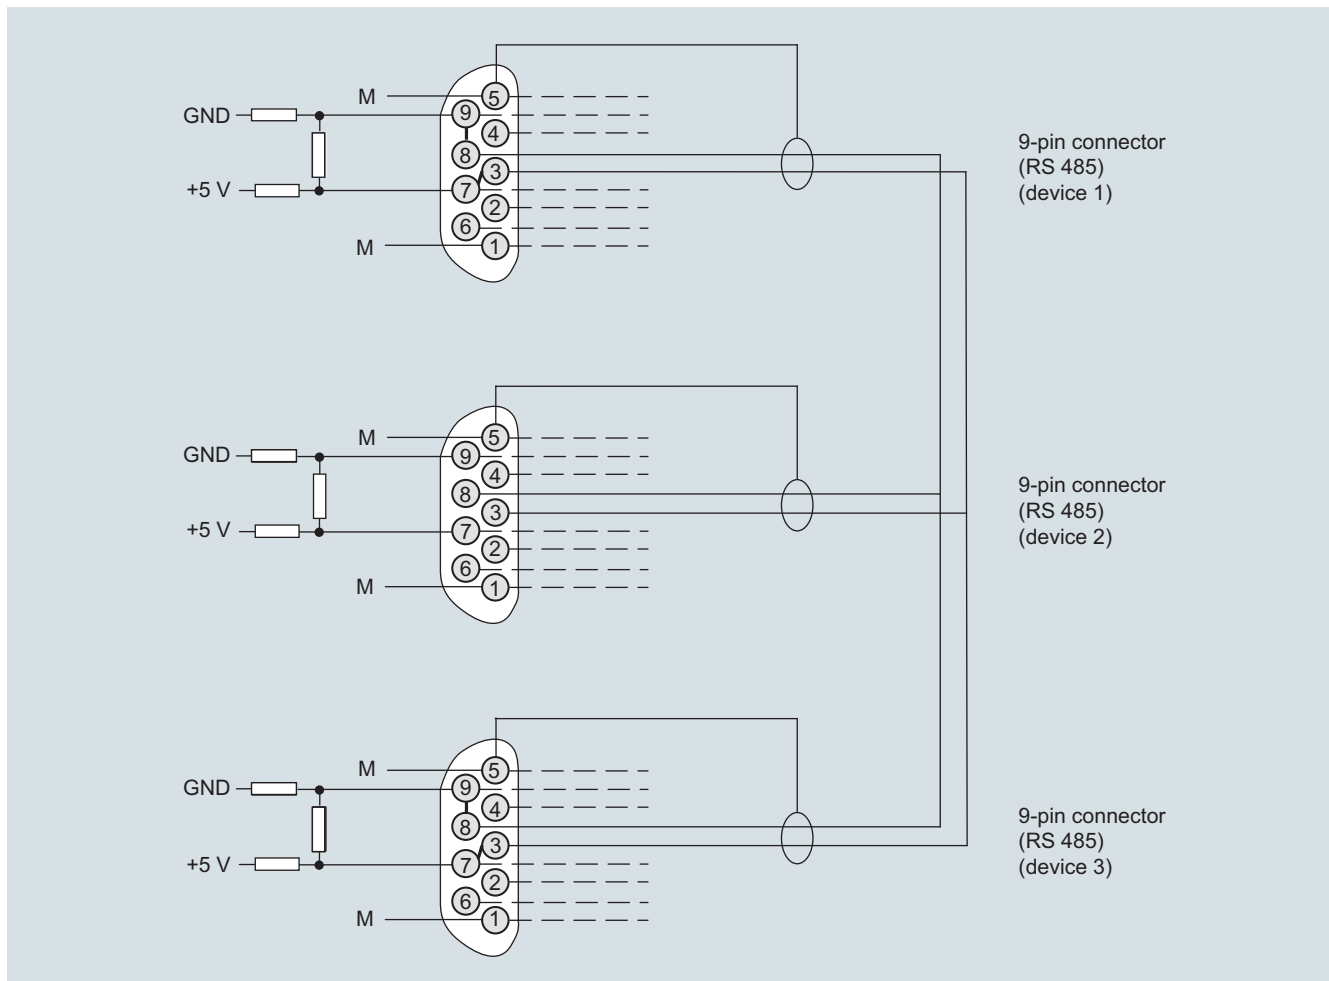 M
5
GND
9
4
9-pin connector
(RS 485)
(device 1)
8
3
+5 V
7
2
6
M
1
M
5
GND
9
4
9-pin connector
(RS 485)
(device 2)
8
3
+5 V
7
2
6
M
1
M
5
GND
9
4
9-pin connector
(RS 485)
(device 3)
8
3
+5 V
7
2
6
M
1